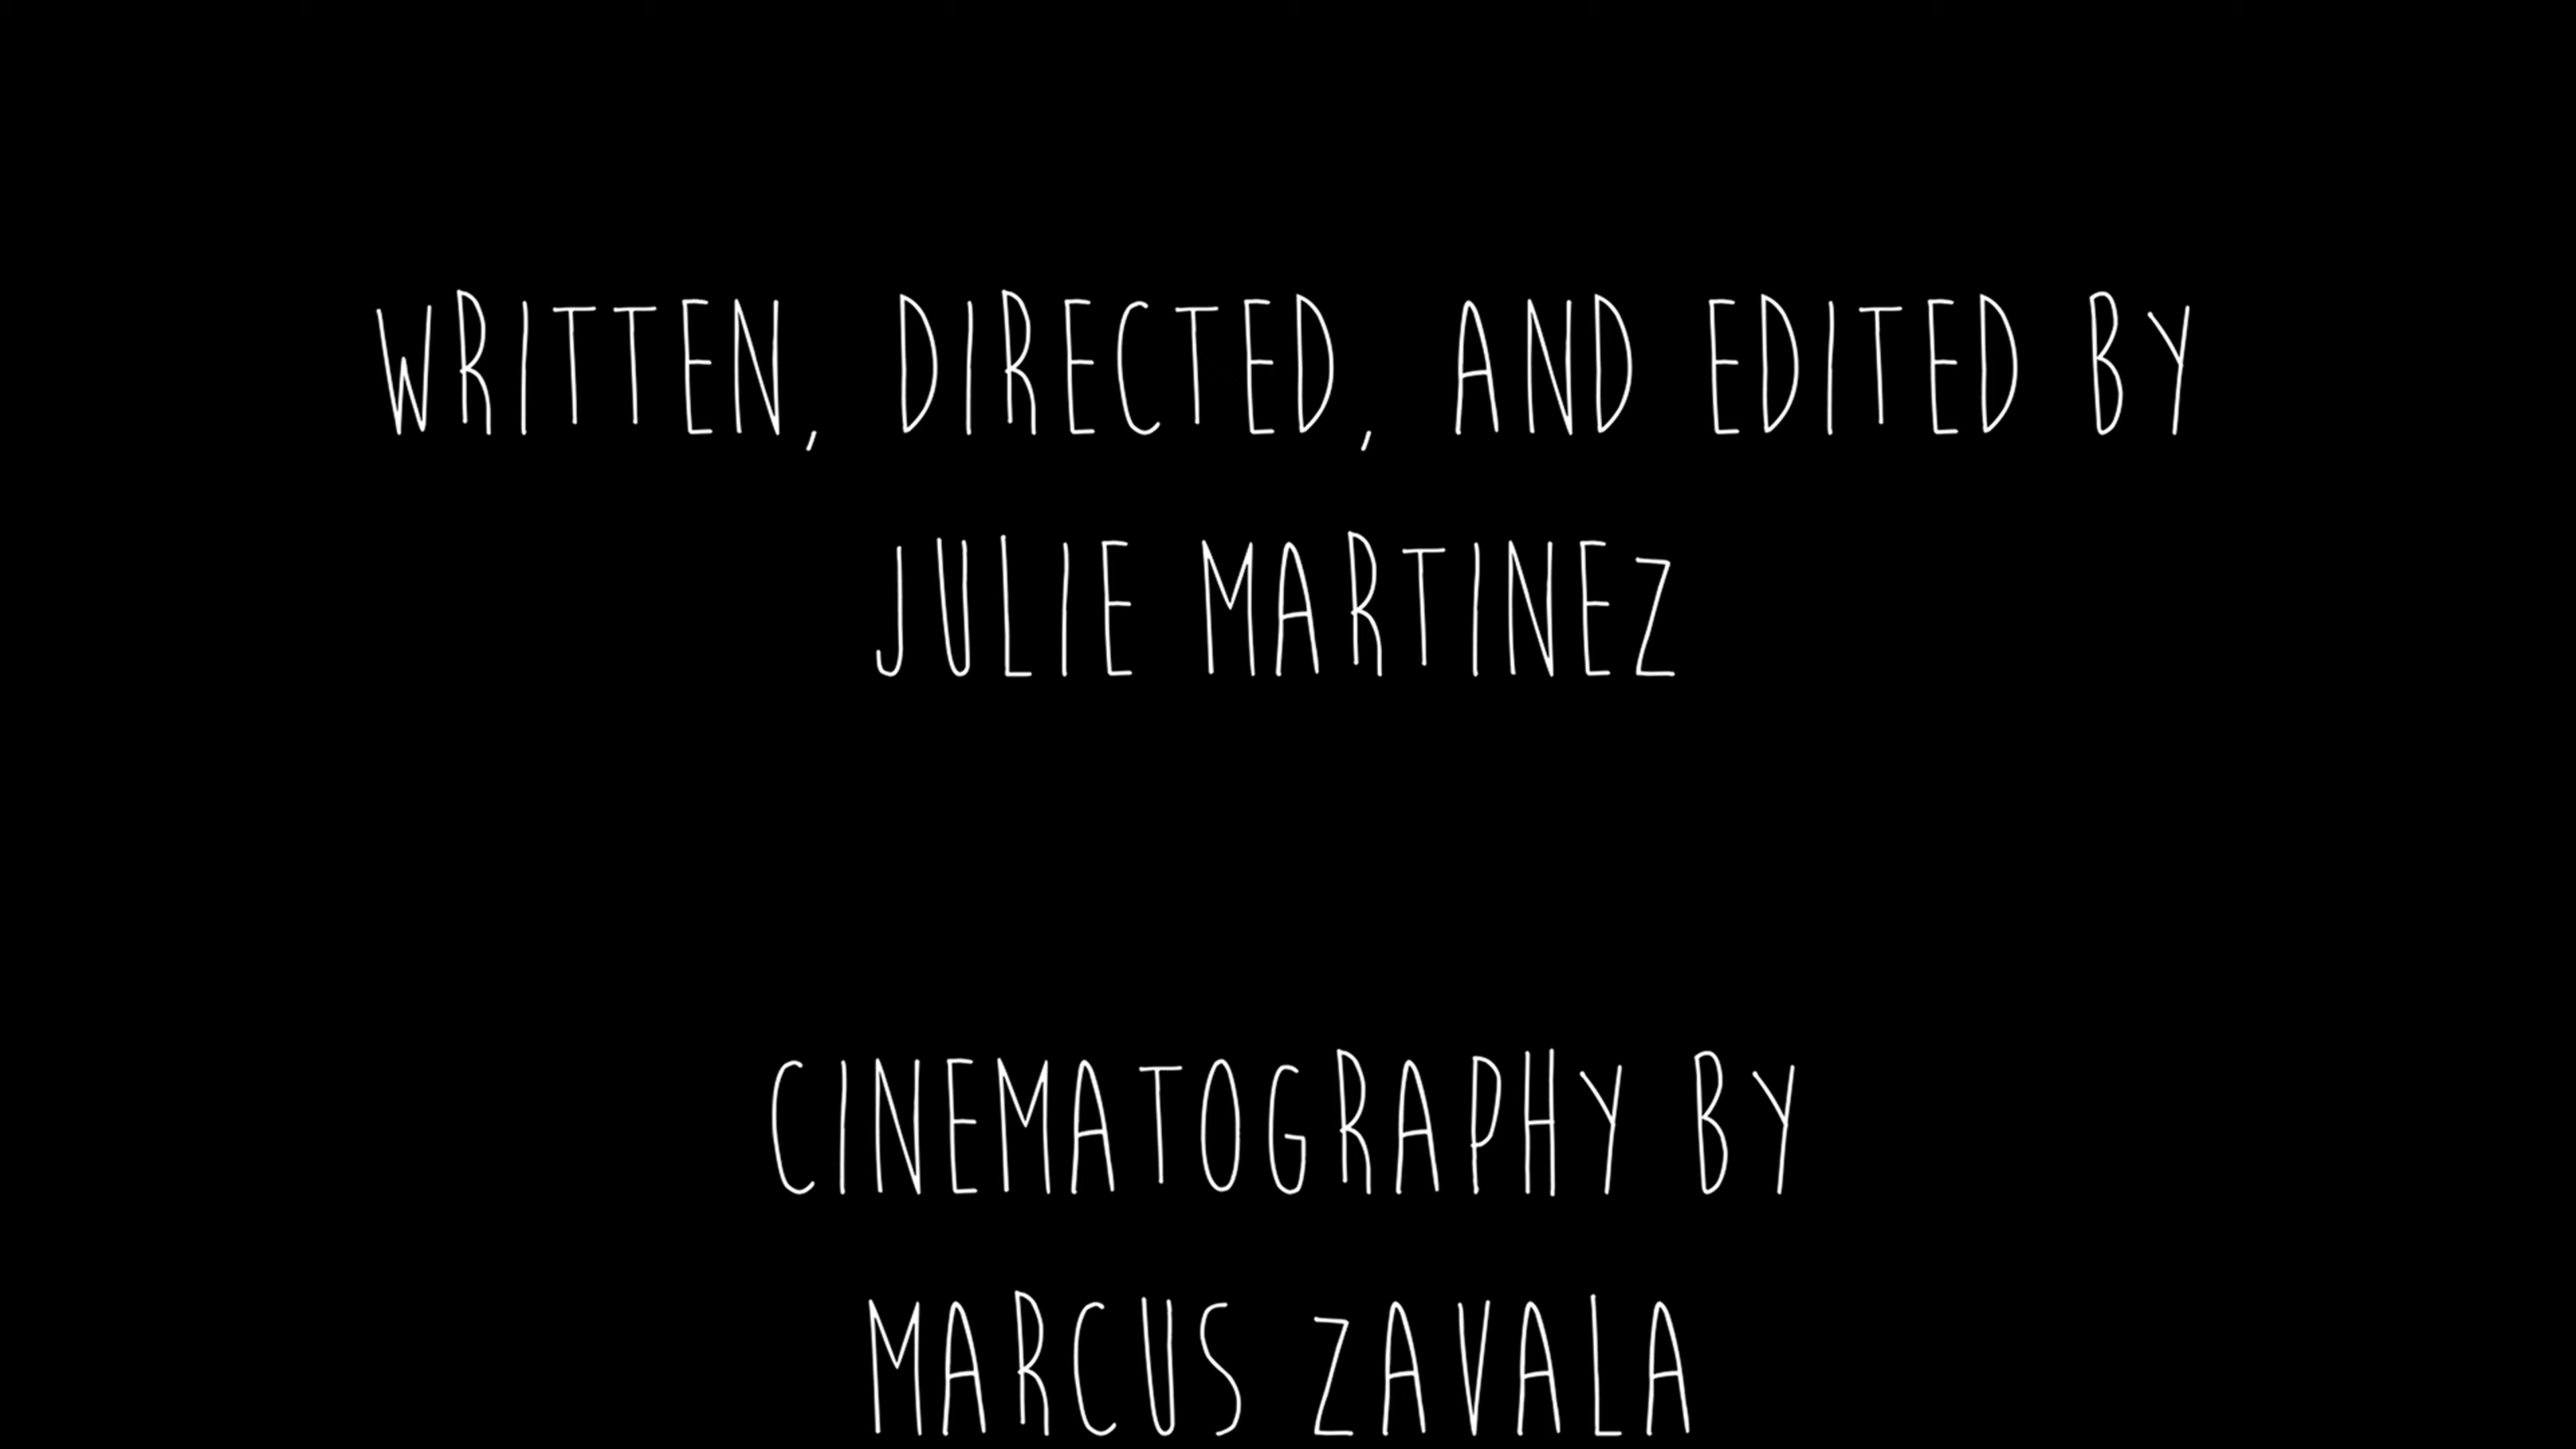 WRITTEN, DIRECTED, AND EDITED BY
JULIE MARTINEZ
CINEMATOGRAPHY BY
MARCUS ZAVALA